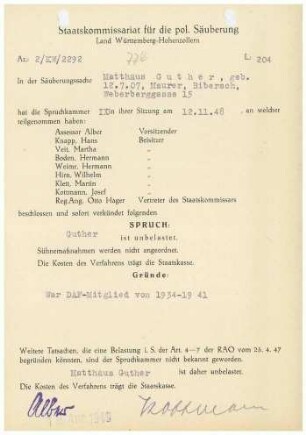 Staatskommissariat für die pol. Säuberung
Land Württemberg-Hohenzollern
Az: 2/XV/2292
L 204
In der Säuberungssache Matthäus Guther, geb.
12.7.07, Maurer, Biberach,
Weberberggasse 15
hat die Spruchkammer II in ihrer Sitzung am 12.11.48, an welcher
teilgenommen haben:
Assessor Alber Vorsitzender
Knapp, Hans Beisitzer
Veit, Martha „
Boden, Hermann „
Weime, Hermann „
Hirn, Wilhelm „
Klett, Martin „
Kottmann, Josef „
Reg.Ang. Otto Hager Vertreter des Staatskommissars
beschlossen und sofort verkündet folgenden
SPRUCH:
Guther
ist unbelastet.
Sühnemaßnahmen werden nicht angeordnet.
Die Kosten des Verfahrens trägt die Staatskasse.
Gründe:
War DAF-Mitglied von 1934-19 41
Weitere Tatsachen, die eine Belastung i. S. der Art. 4—7 der RAO vom 25. 4. 47
begründen könnten, sind der Spruchkammer nicht bekannt geworden.
Matthäus Guther ist daher unbelastet.
Die Kosten des Verfahrens trägt die Staatskasse.
Alber Kottmann